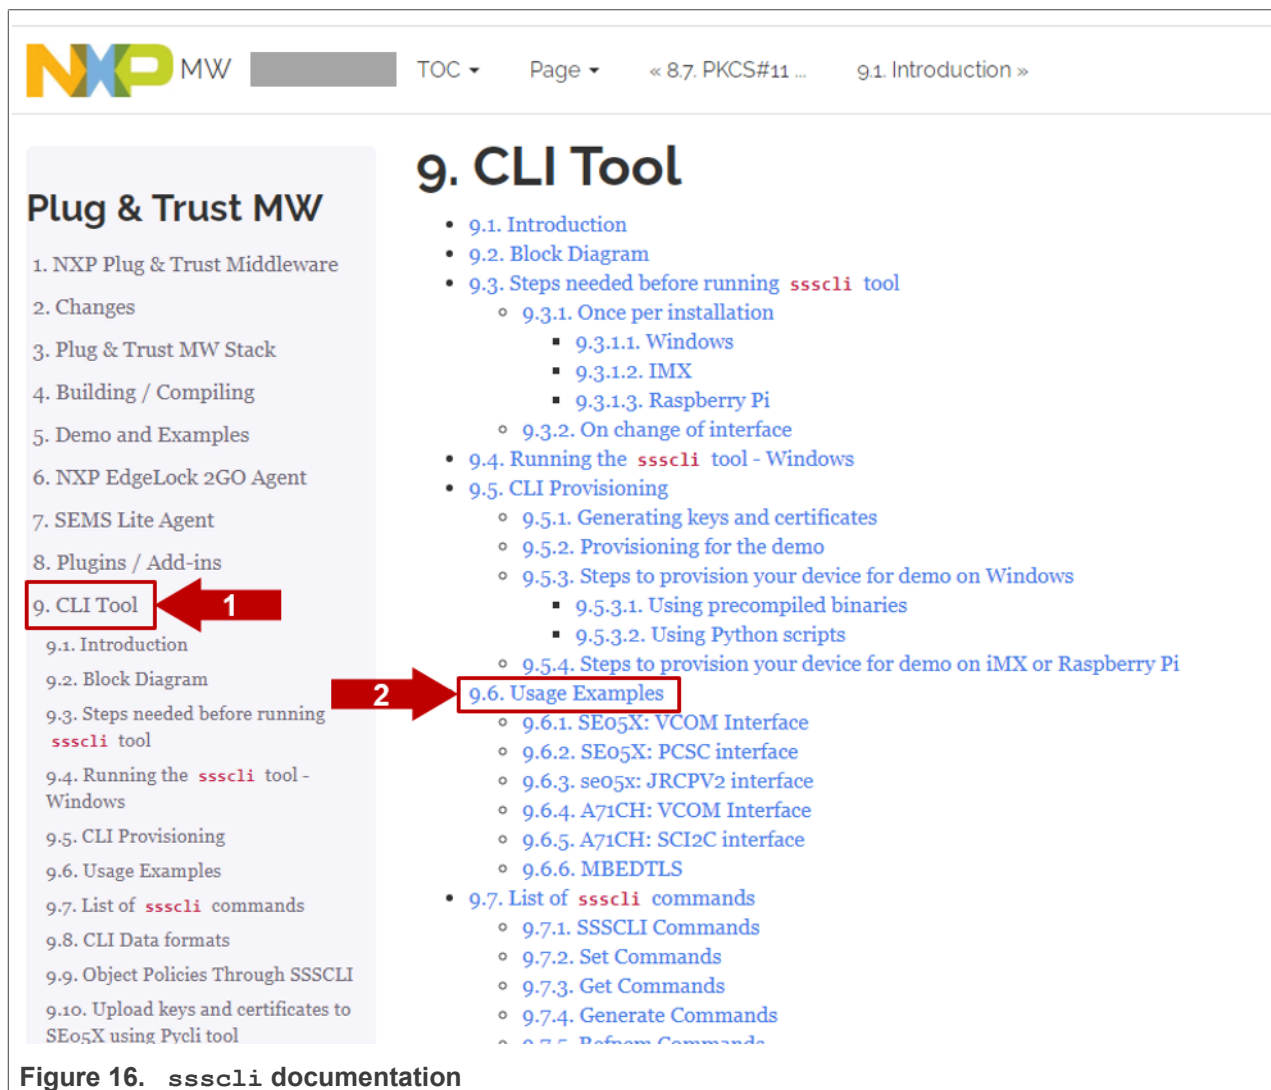 NXP MW TOC Page « 8.7. PKCS#11 ... 9.1. Introduction »
Plug & Trust MW
1. NXP Plug & Trust Middleware
2. Changes
3. Plug & Trust MW Stack
4. Building / Compiling
5. Demo and Examples
6. NXP EdgeLock 2GO Agent
7. SEMS Lite Agent
8. Plugins / Add-ins
9. CLI Tool
1
9.1. Introduction
9.2. Block Diagram
9.3. Steps needed before running
ssscli tool
9.4. Running the ssscli tool -
Windows
9.5. CLI Provisioning
9.6. Usage Examples
9.7. List of ssscli commands
9.8. CLI Data formats
9.9. Object Policies Through SSSCLI
9.10. Upload keys and certificates to
SE05X using Pycli tool
9. CLI Tool
9.1. Introduction
9.2. Block Diagram
9.3. Steps needed before running ssscli tool
9.3.1. Once per installation
9.3.1.1. Windows
9.3.1.2. IMX
9.3.1.3. Raspberry Pi
9.3.2. On change of interface
9.4. Running the ssscli tool - Windows
9.5. CLI Provisioning
9.5.1. Generating keys and certificates
9.5.2. Provisioning for the demo
9.5.3. Steps to provision your device for demo on Windows
9.5.3.1. Using precompiled binaries
9.5.3.2. Using Python scripts
9.5.4. Steps to provision your device for demo on iMX or Raspberry Pi
2
9.6. Usage Examples
9.6.1. SE05X: VCOM Interface
9.6.2. SE05X: PCSC interface
9.6.3. se05x: JRCPV2 interface
9.6.4. A71CH: VCOM Interface
9.6.5. A71CH: SCI2C interface
9.6.6. MBEDTLS
9.7. List of ssscli commands
9.7.1. SSSCLI Commands
9.7.2. Set Commands
9.7.3. Get Commands
9.7.4. Generate Commands
9.7.5. Refpem Commands
Figure 16. ssscli documentation